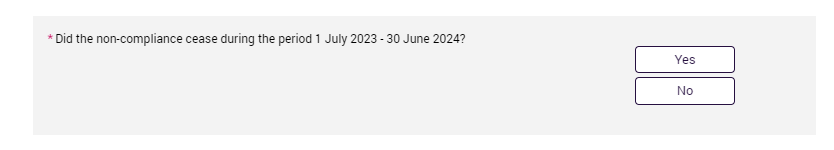 * Did the non-compliance cease during the period 1 July 2023 - 30 June 2024?
Yes
No